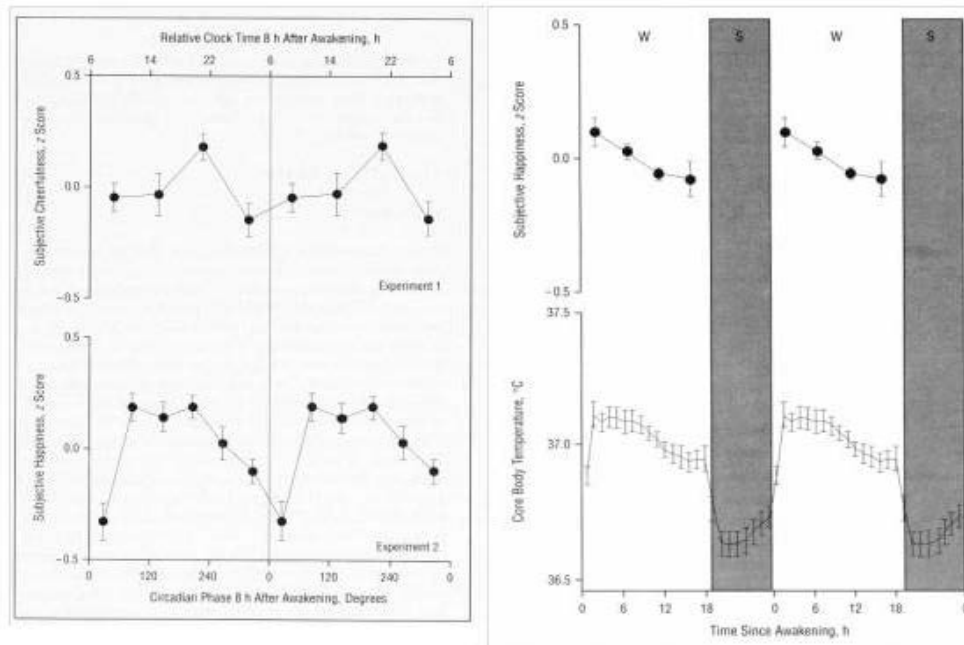 Relative Clock Time 8 h After Awakening, h
6 14 22 6 14 22 6
0.5
0.0
−0.5
Subjective Cheerfulness, z Score
Experiment 1
0.5
0.0
−0.5
Subjective Happiness, z Score
Experiment 2
0 120 240 0 120 240 0
Circadian Phase 8 h After Awakening, Degrees
W S W S
0.5
0.0
−0.5
Subjective Happiness, z Score
37.5
37.0
36.5
Core Body Temperature, °C
0 6 12 18 0 6 12 18
Time Since Awakening, h